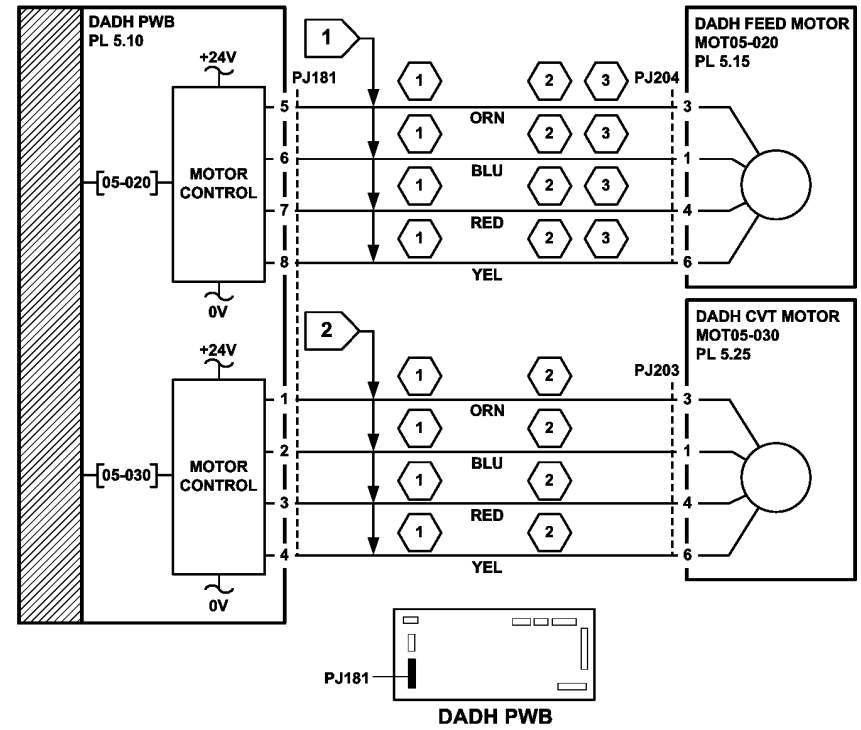 DADH PWB
PL 5.10
+24V
1
PJ181
1 2 3
PJ204
DADH FEED MOTOR
MOT05-020
PL 5.15
5 ORN 3
1 2 3
6 BLU 1
[05-020]
MOTOR
CONTROL
1 2 3
7 RED 4
1 2 3
8 YEL 6
0V
2
+24V
DADH CVT MOTOR
MOT05-030
PL 5.25
1 2
PJ203
1 ORN 3
1 2
2 BLU 1
[05-030]
MOTOR
CONTROL
1 2
3 RED 4
1 2
4 YEL 6
0V
PJ181
DADH PWB